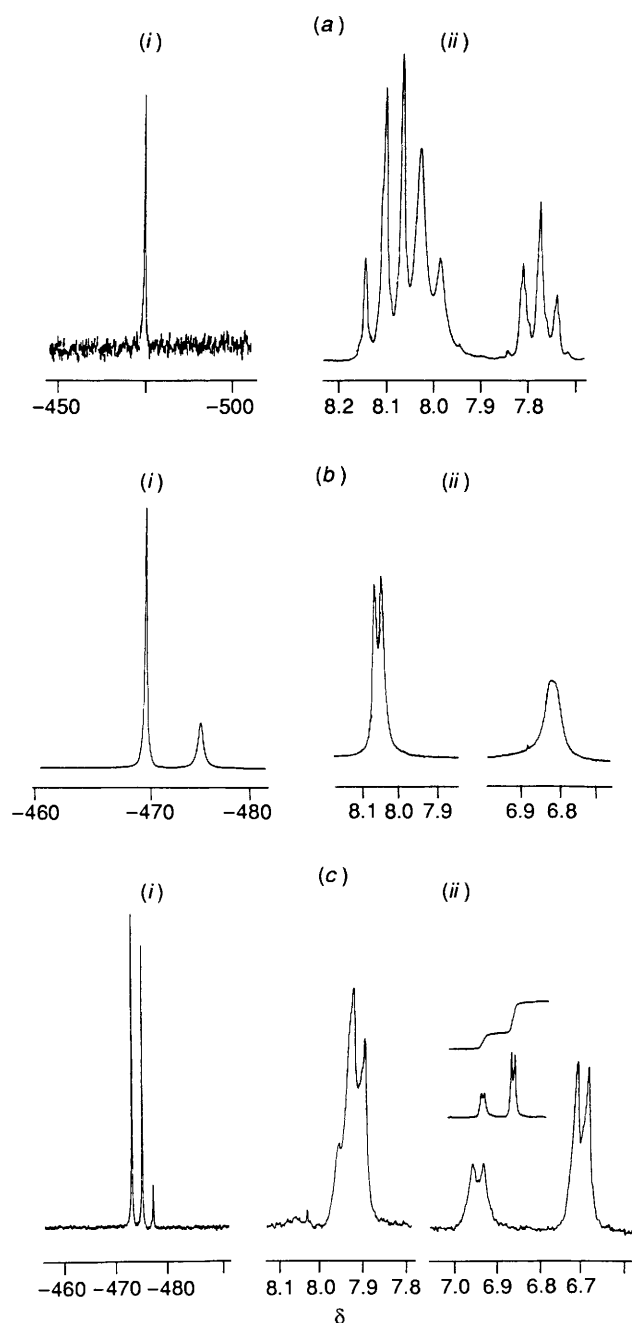 (a)
(i) (ii)
-450 -500 8.2 8.1 8.0 7.9 7.8
(b)
(i) (ii)
-460 -470 -480 8.1 8.0 7.9 6.9 6.8
(c)
(i) (ii)
-460 -470 -480 8.1 8.0 7.9 7.8 7.0 6.9 6.8 6.7
δ